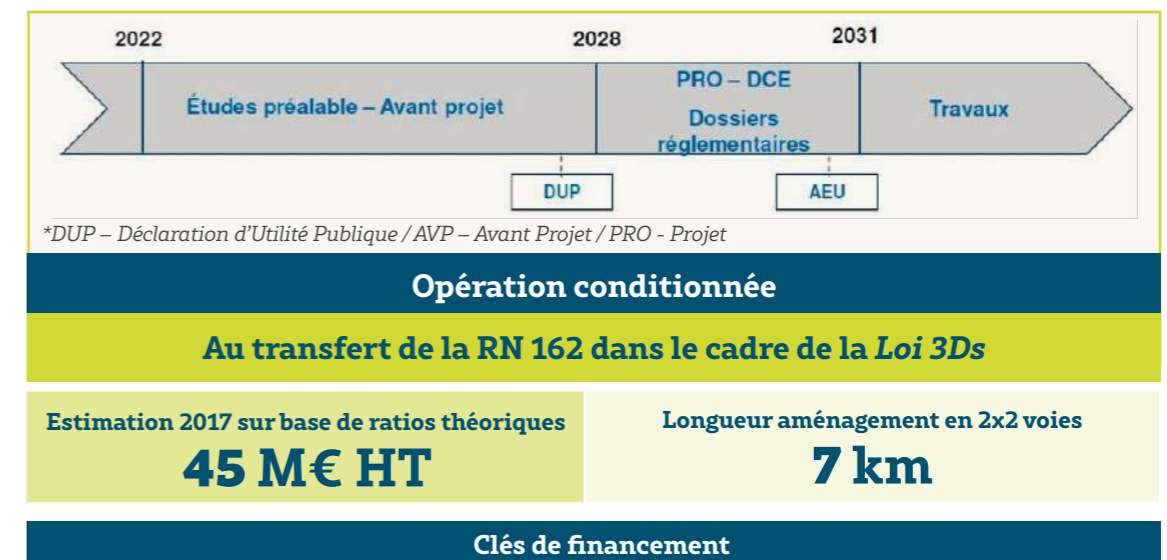 2022
2028
2031
Études préalable – Avant projet
PRO – DCE
Dossiers
réglementaires
Travaux
DUP
AEU
*DUP – Déclaration d'Utilité Publique / AVP – Avant Projet / PRO - Projet
Opération conditionnée
Au transfert de la RN 162 dans le cadre de la Loi 3Ds
Estimation 2017 sur base de ratios théoriques
45 M€ HT
Longueur aménagement en 2x2 voies
7 km
Clés de financement